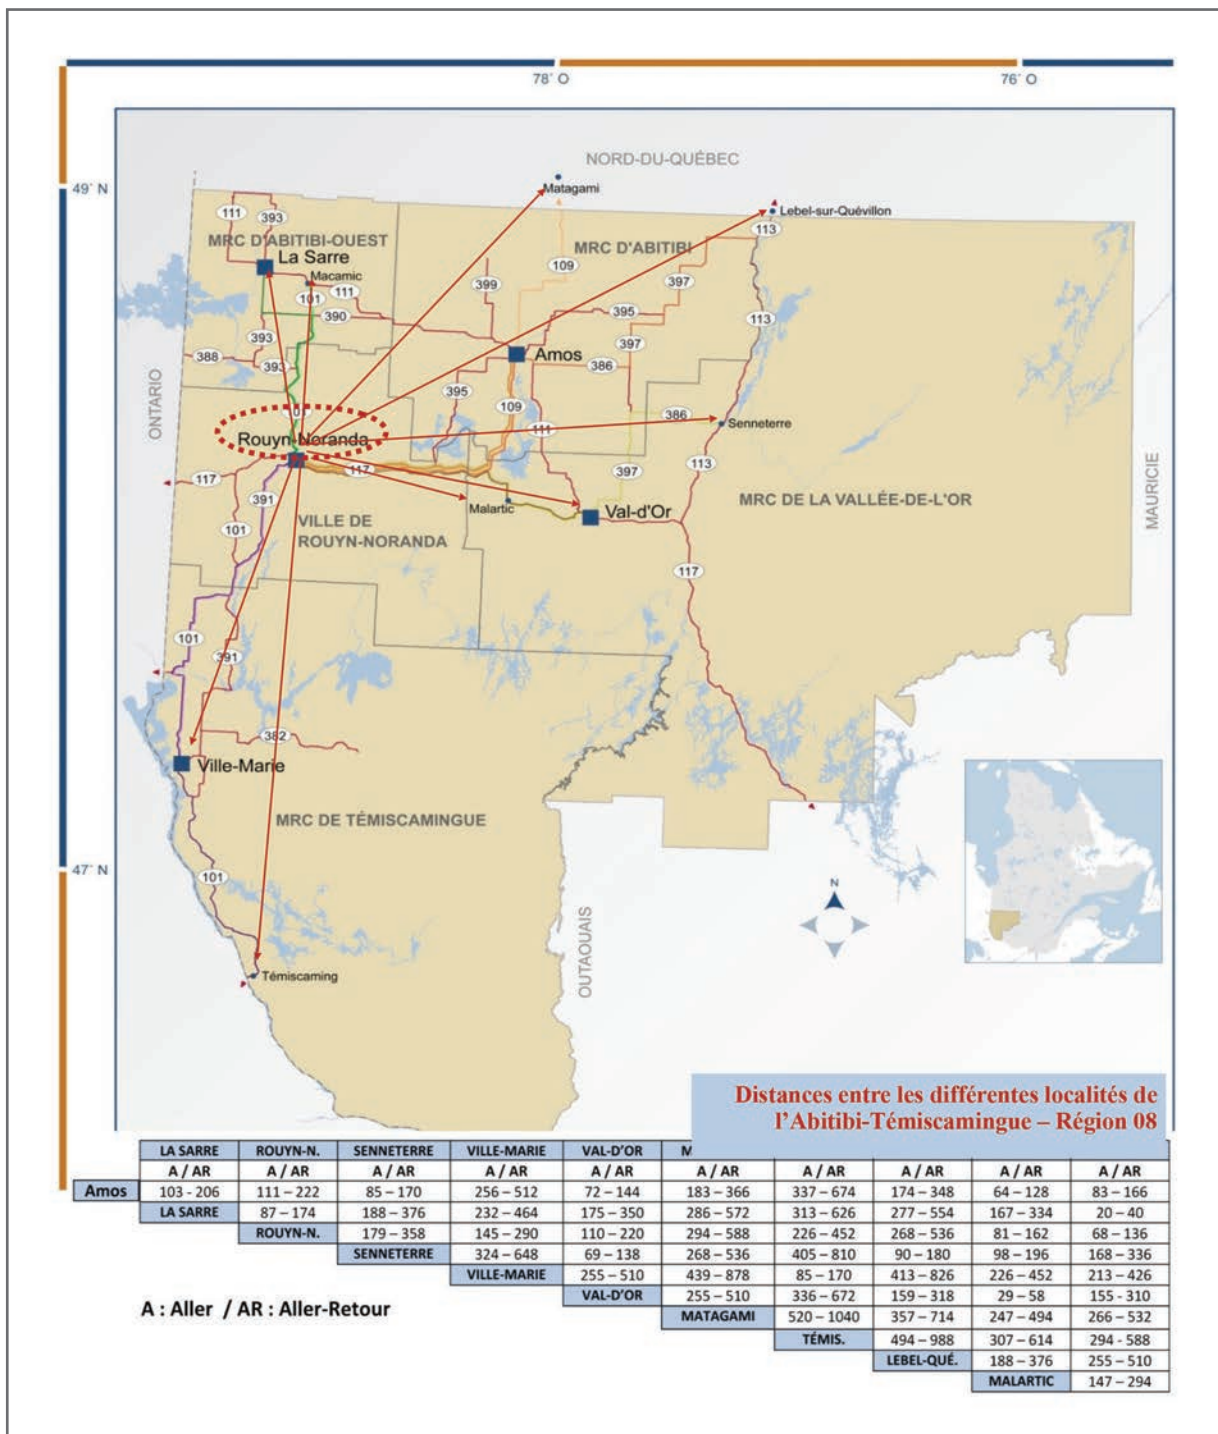 78° O
76° O
49° N
NORD-DU-QUÉBEC
Matagami
Lebel-sur-Quévillon
111
393
113
MRC D'ABITIBI-OUEST
MRC D'ABITIBI
La Sarre
109
Macamic
397
399
101
111
390
395
113
393
397
388
393
Amos
386
395
109
ONTARIO
386
111
Senneterre
Rouyn-Noranda
117
397
113
117
391
MRC DE LA VALLÉE-DE-L'OR
MAURICIE
Malartic
Val-d'Or
VILLE DE
ROUYN-NORANDA
101
117
101
391
382
Ville-Marie
MRC DE TÉMISCAMINGUE
47° N
101
N
OUTAOUAIS
Témiscaming
Distances entre les différentes localités de
l'Abitibi-Témiscamingue – Région 08
LA SARRE ROUYN-N. SENNETERRE VILLE-MARIE VAL-D'OR
A / AR A / AR A / AR A / AR A / AR A / AR A / AR A / AR A / AR A / AR
Amos 103 - 206 111 – 222 85 – 170 256 – 512 72 – 144 183 – 366 337 – 674 174 – 348 64 – 128 83 – 166
LA SARRE 87 – 174 188 – 376 232 – 464 175 – 350 286 – 572 313 – 626 277 – 554 167 – 334 20 – 40
ROUYN-N. 179 – 358 145 – 290 110 – 220 294 – 588 226 – 452 268 – 536 81 – 162 68 – 136
SENNETERRE 324 – 648 69 – 138 268 – 536 405 – 810 90 – 180 98 – 196 168 – 336
VILLE-MARIE 255 – 510 439 – 878 85 – 170 413 – 826 226 – 452 213 – 426
VAL-D'OR 255 – 510 336 – 672 159 – 318 29 – 58 155 - 310
A : Aller / AR : Aller-Retour
MATAGAMI 520 – 1040 357 – 714 247 – 494 266 – 532
TÉMIS. 494 – 988 307 – 614 294 - 588
LEBEL-QUÉ. 188 – 376 255 – 510
MALARTIC 147 – 294